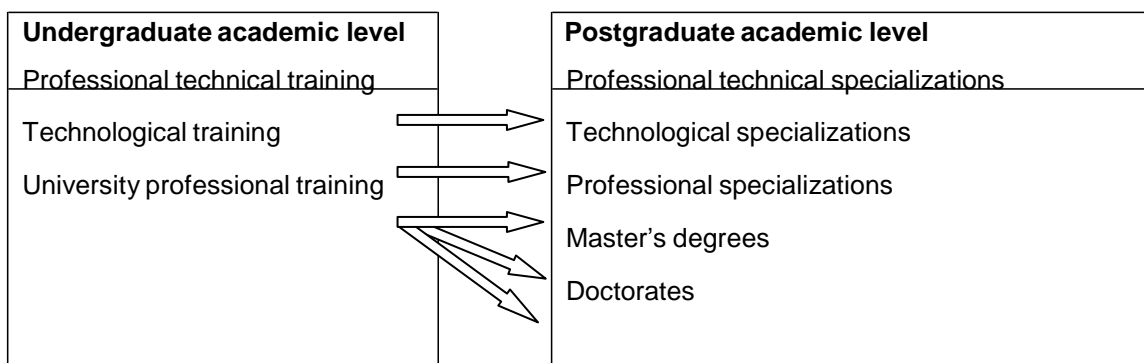 Undergraduate academic level
Professional technical training
Technological training
University professional training
Postgraduate academic level
Professional technical specializations
Technological specializations
Professional specializations
Master's degrees
Doctorates